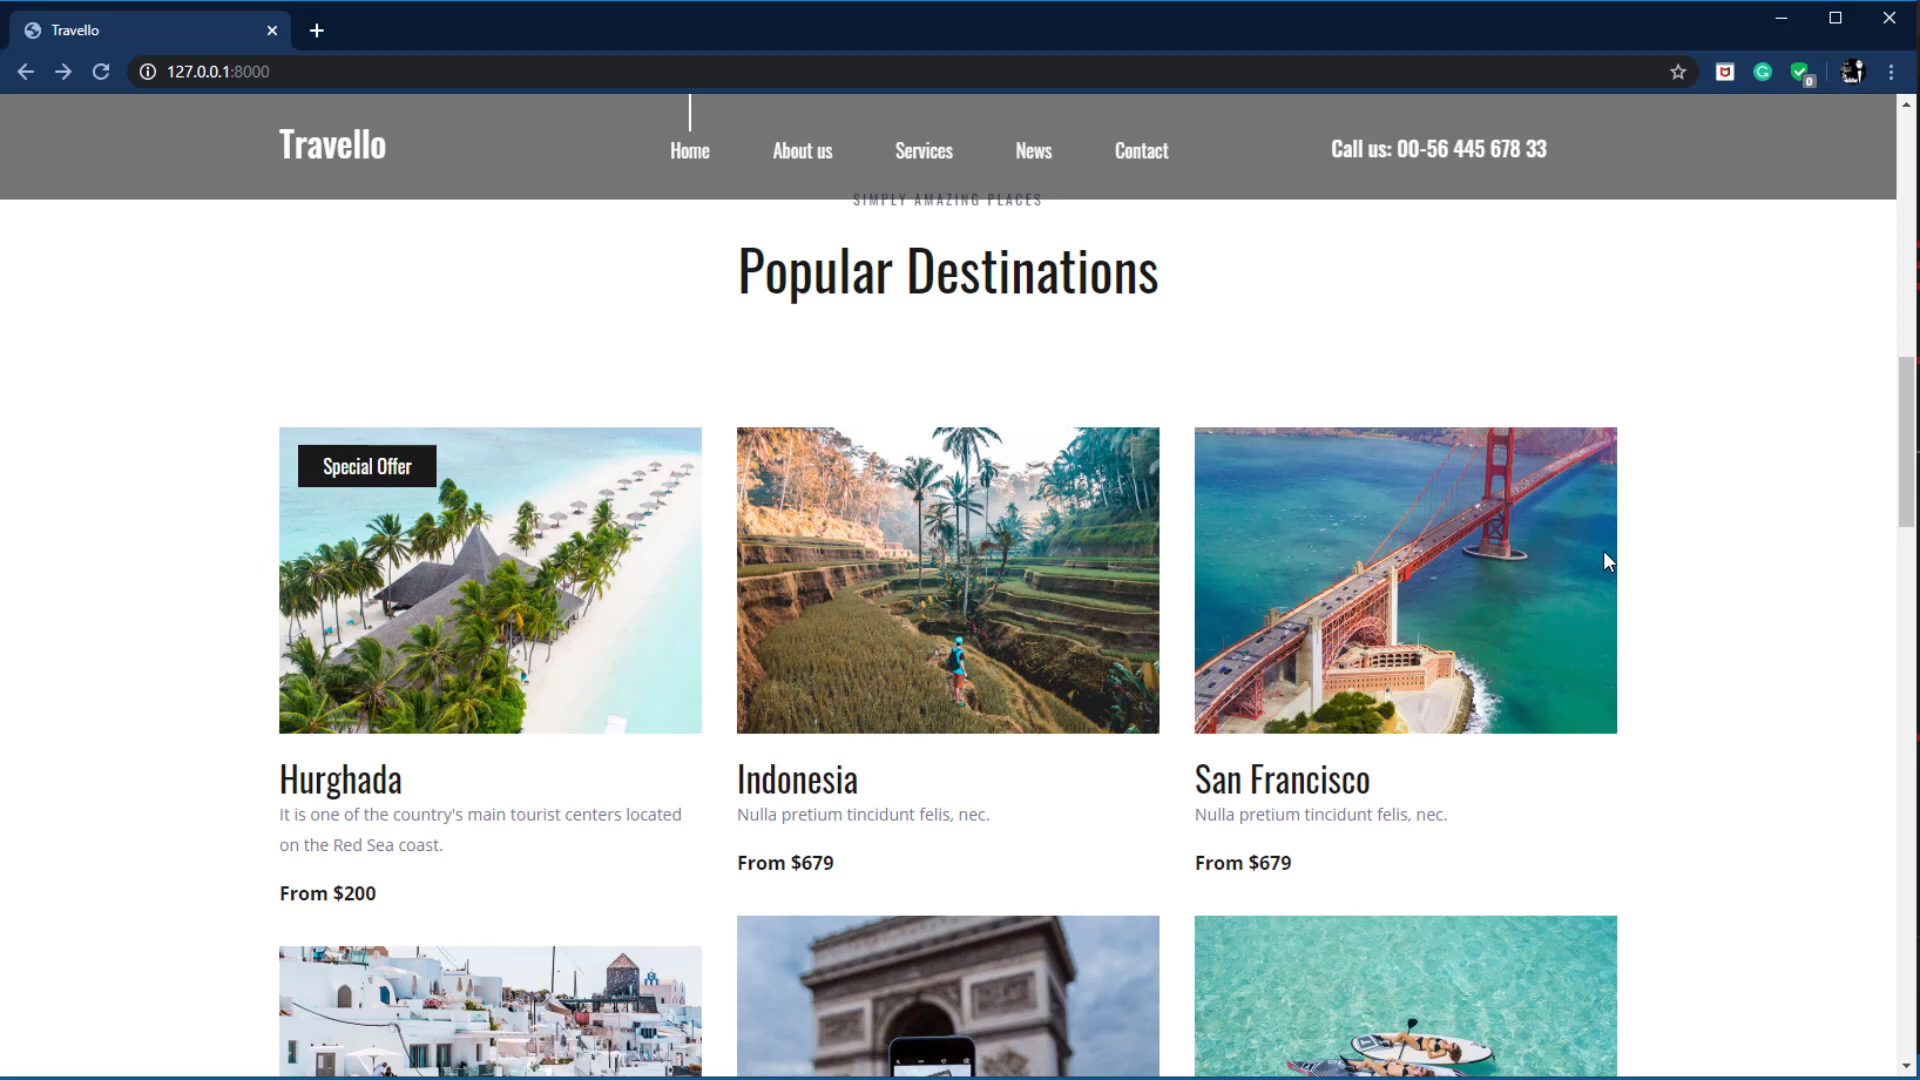 Travello
127.0.0.1:8000
0
Travello
Home
About us
Services
News
Contact
Call us: 00-56 445 678 33
SIMPLY AMAZING PLACES
Popular Destinations
Special Offer
Hurghada
It is one of the country's main tourist centers located
on the Red Sea coast.
From $200
Indonesia
Nulla pretium tincidunt felis, nec.
From $679
San Francisco
Nulla pretium tincidunt felis, nec.
From $679